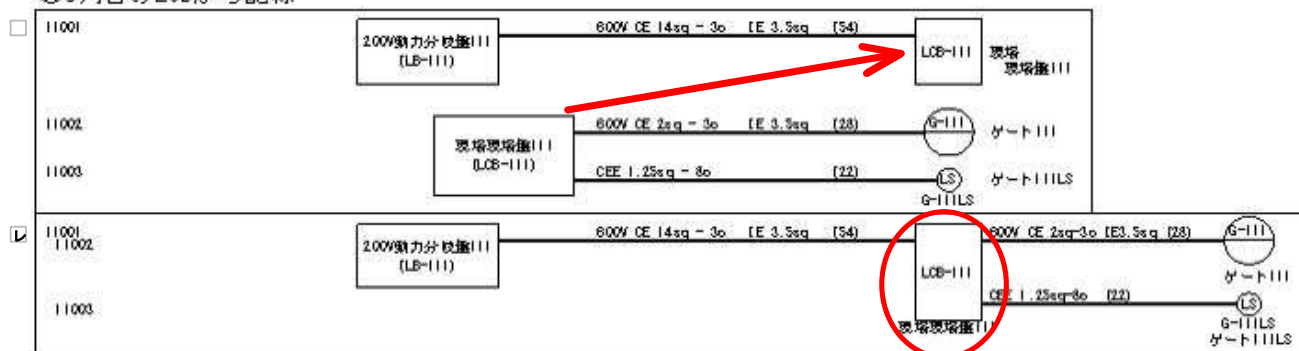 11001
200V動力分岐盤111
(LB-111)
600V CE 14sq - 3c IE 3.5sq (54)
LCB-111
現場
現場盤111
11002
現場現場盤111
(LCB-111)
600V CE 2sq - 3c IE 3.5sq (28)
G-111
ゲート111
11003
CEE 1.25sq - 8c (22)
LS
G-111LS
ゲート111LS
11001
11002
200V動力分岐盤111
(LB-111)
600V CE 14sq - 3c IE 3.5sq (54)
LCB-111
現場現場盤111
600V CE 2sq-3c IE3.5sq (28)
G-111
ゲート111
11003
CEE 1.25sq-8c (22)
LS
G-111LS
ゲート111LS